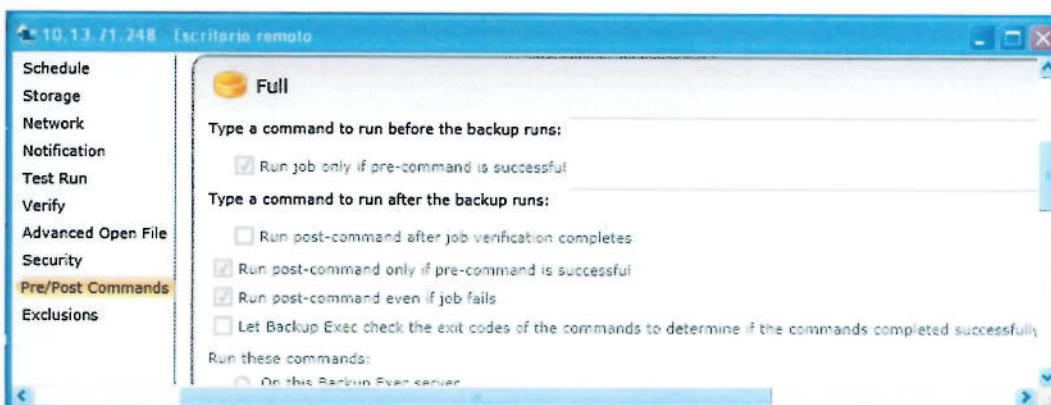 10.13.71.248 Escritorio remoto
Schedule
Storage
Network
Notification
Test Run
Verify
Advanced Open File
Security
Pre/Post Commands
Exclusions
Full
Type a command to run before the backup runs:
Run job only if pre-command is successful
Type a command to run after the backup runs:
Run post-command after job verification completes
Run post-command only if pre-command is successful
Run post-command even if job fails
Let Backup Exec check the exit codes of the commands to determine if the commands completed successfully
Run these commands:
On this Backup Exec server